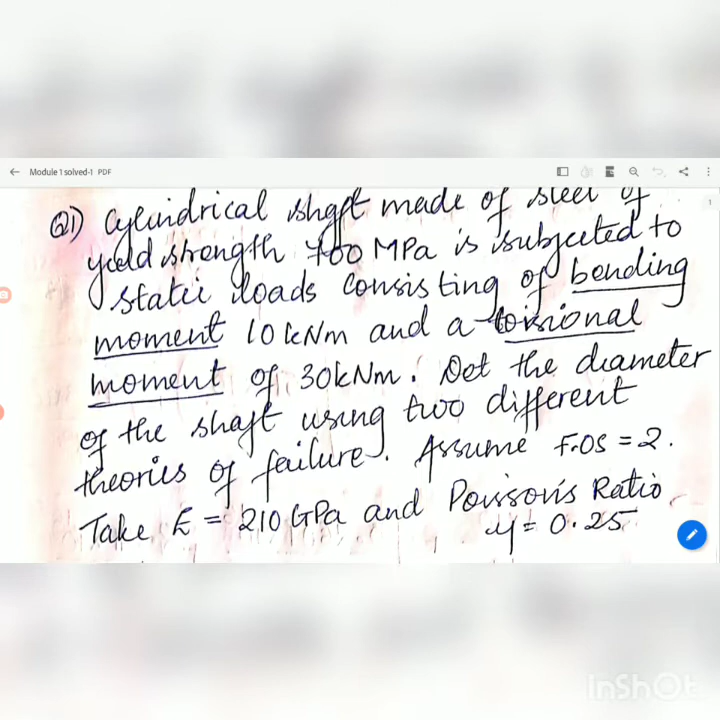 Module 1 solved-1 PDF
1
Q1) Cylindrical shaft made of steel of
yield strength 700 MPa is subjected to
static loads consisting of bending
moment 10 kNm and a torsional
moment of 30 kNm. Det the diameter
of the shaft using two different
theories of failure. Assume F.OS = 2.
Take E = 210 GPa and Poisson's Ratio
μ = 0.25
InShOt